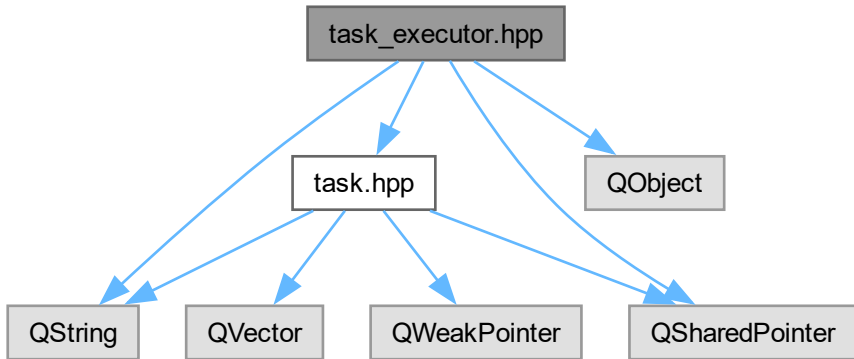 task_executor.hpp
task.hpp
QObject
QString
QVector
QWeakPointer
QSharedPointer